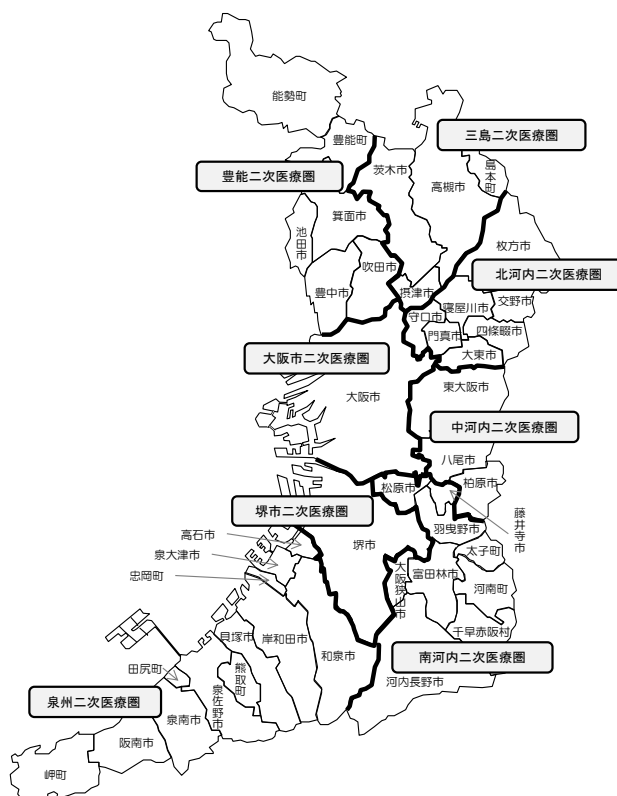 能勢町
豊能町
三島二次医療圏
豊能二次医療圏
茨木市
高槻市
島本町
箕面市
池田市
枚方市
吹田市
北河内二次医療圏
豊中市
摂津市
寝屋川市
交野市
守口市
門真市
四條畷市
大阪市二次医療圏
大東市
東大阪市
大阪市
中河内二次医療圏
八尾市
柏原市
松原市
藤井寺市
堺市二次医療圏
羽曳野市
高石市
堺市
太子町
泉大津市
大阪狭山市
富田林市
忠岡町
河南町
千早赤阪村
貝塚市
岸和田市
和泉市
南河内二次医療圏
田尻町
熊取町
河内長野市
泉州二次医療圏
泉佐野市
泉南市
阪南市
岬町